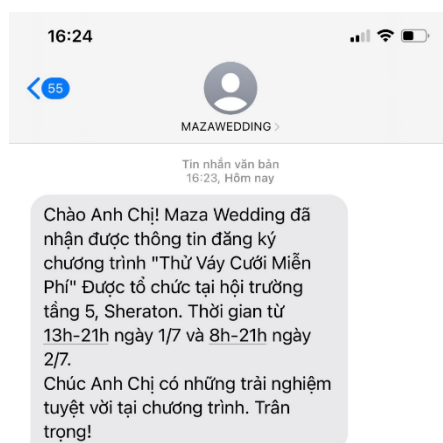 16:24
55
MAZAWEDDING
Tin nhắn văn bản
16:23, Hôm nay
Chào Anh Chị! Maza Wedding đã
nhận được thông tin đăng ký
chương trình "Thử Váy Cưới Miễn
Phí" Được tổ chức tại hội trường
tầng 5, Sheraton. Thời gian từ
13h-21h ngày 1/7 và 8h-21h ngày
2/7.
Chúc Anh Chị có những trải nghiệm
tuyệt vời tại chương trình. Trân
trọng!